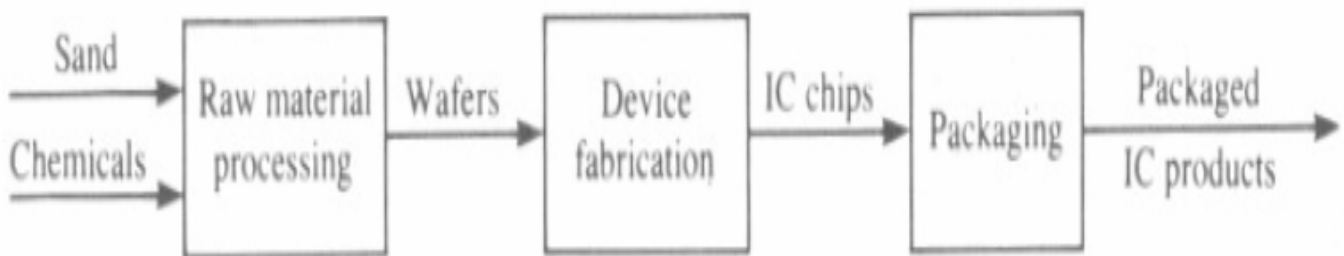 Sand
Chemicals
Raw material
processing
Wafers
Device
fabrication
IC chips
Packaging
Packaged
IC products